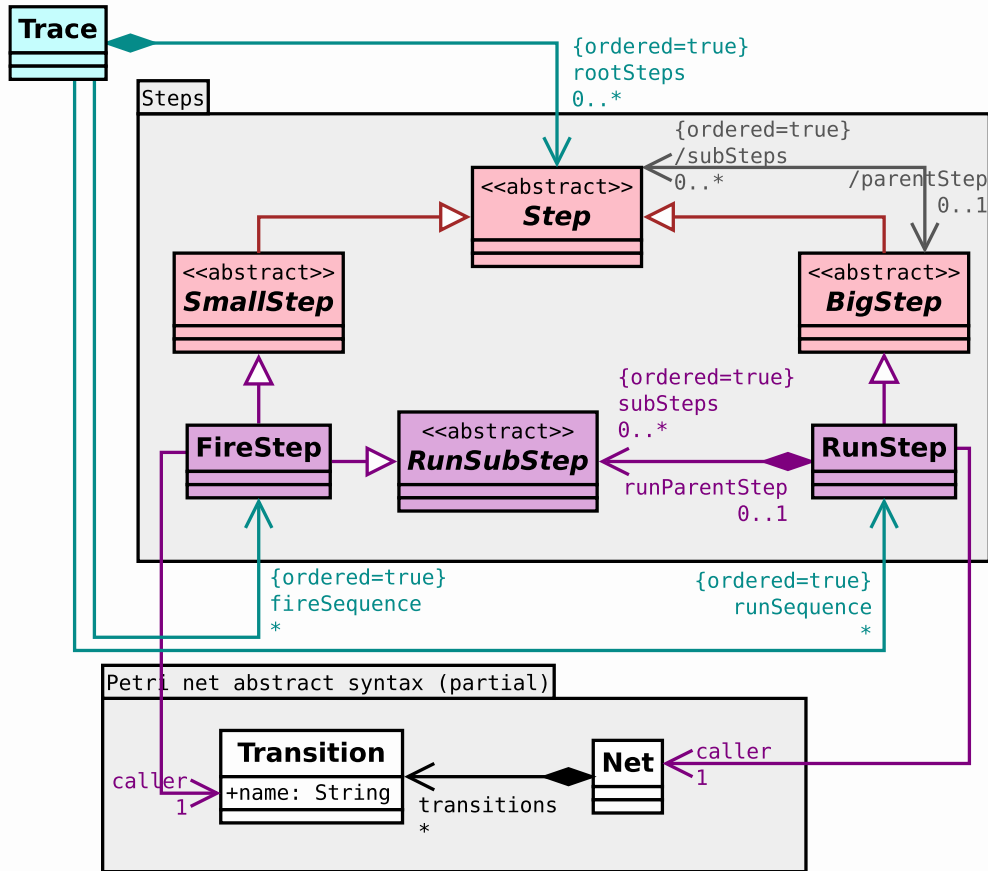 Trace
{ordered=true}
rootSteps
0..*
Steps
{ordered=true}
/subSteps
0..*
/parentStep
0..1
<<abstract>>
Step
<<abstract>>
SmallStep
<<abstract>>
BigStep
{ordered=true}
subSteps
0..*
FireStep
<<abstract>>
RunSubStep
RunStep
runParentStep
0..1
{ordered=true}
fireSequence
*
{ordered=true}
runSequence
*
Petri net abstract syntax (partial)
Transition
+name: String
Net
caller
1
caller
1
transitions
*